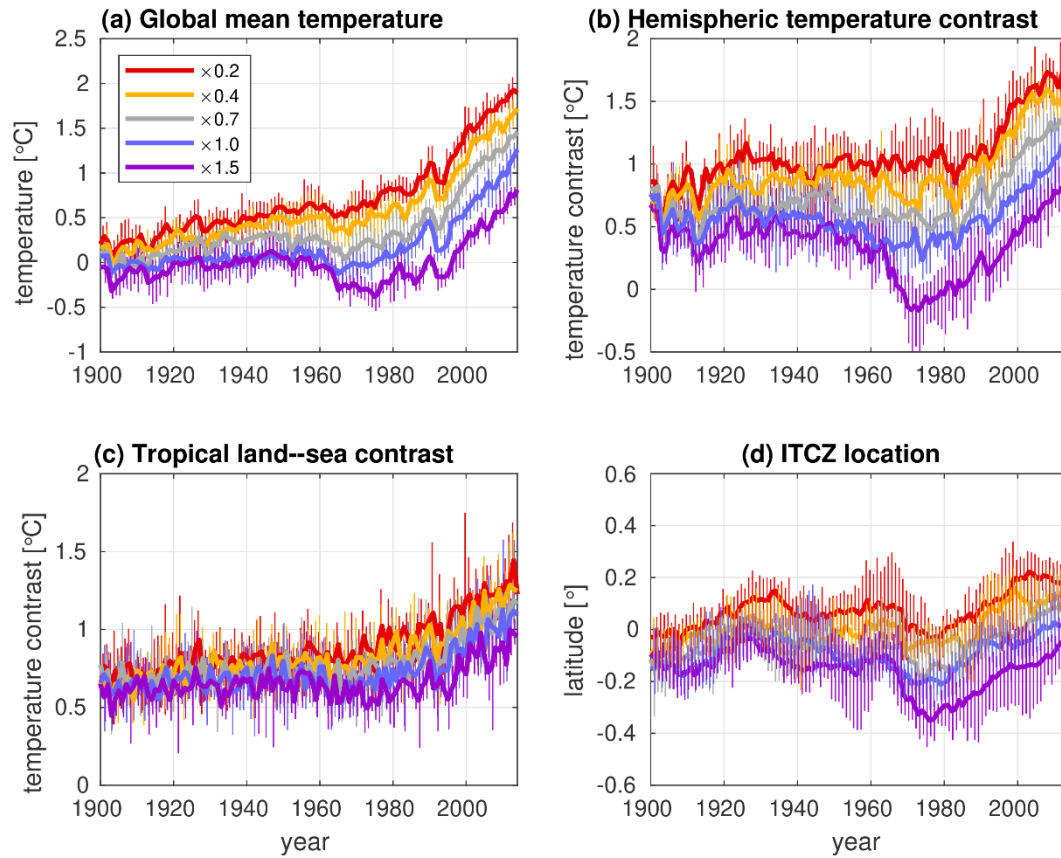 (a) Global mean temperature
2.5
2
1.5
1
0.5
0
-0.5
-1
temperature [°C]
×0.2
×0.4
×0.7
×1.0
×1.5
1900 1920 1940 1960 1980 2000
(b) Hemispheric temperature contrast
2
1.5
1
0.5
0
-0.5
temperature contrast [°C]
1900 1920 1940 1960 1980 2000
(c) Tropical land--sea contrast
2
1.5
1
0.5
0
temperature contrast [°C]
1900 1920 1940 1960 1980 2000
year
(d) ITCZ location
0.6
0.4
0.2
0
-0.2
-0.4
-0.6
latitude [°]
1900 1920 1940 1960 1980 2000
year